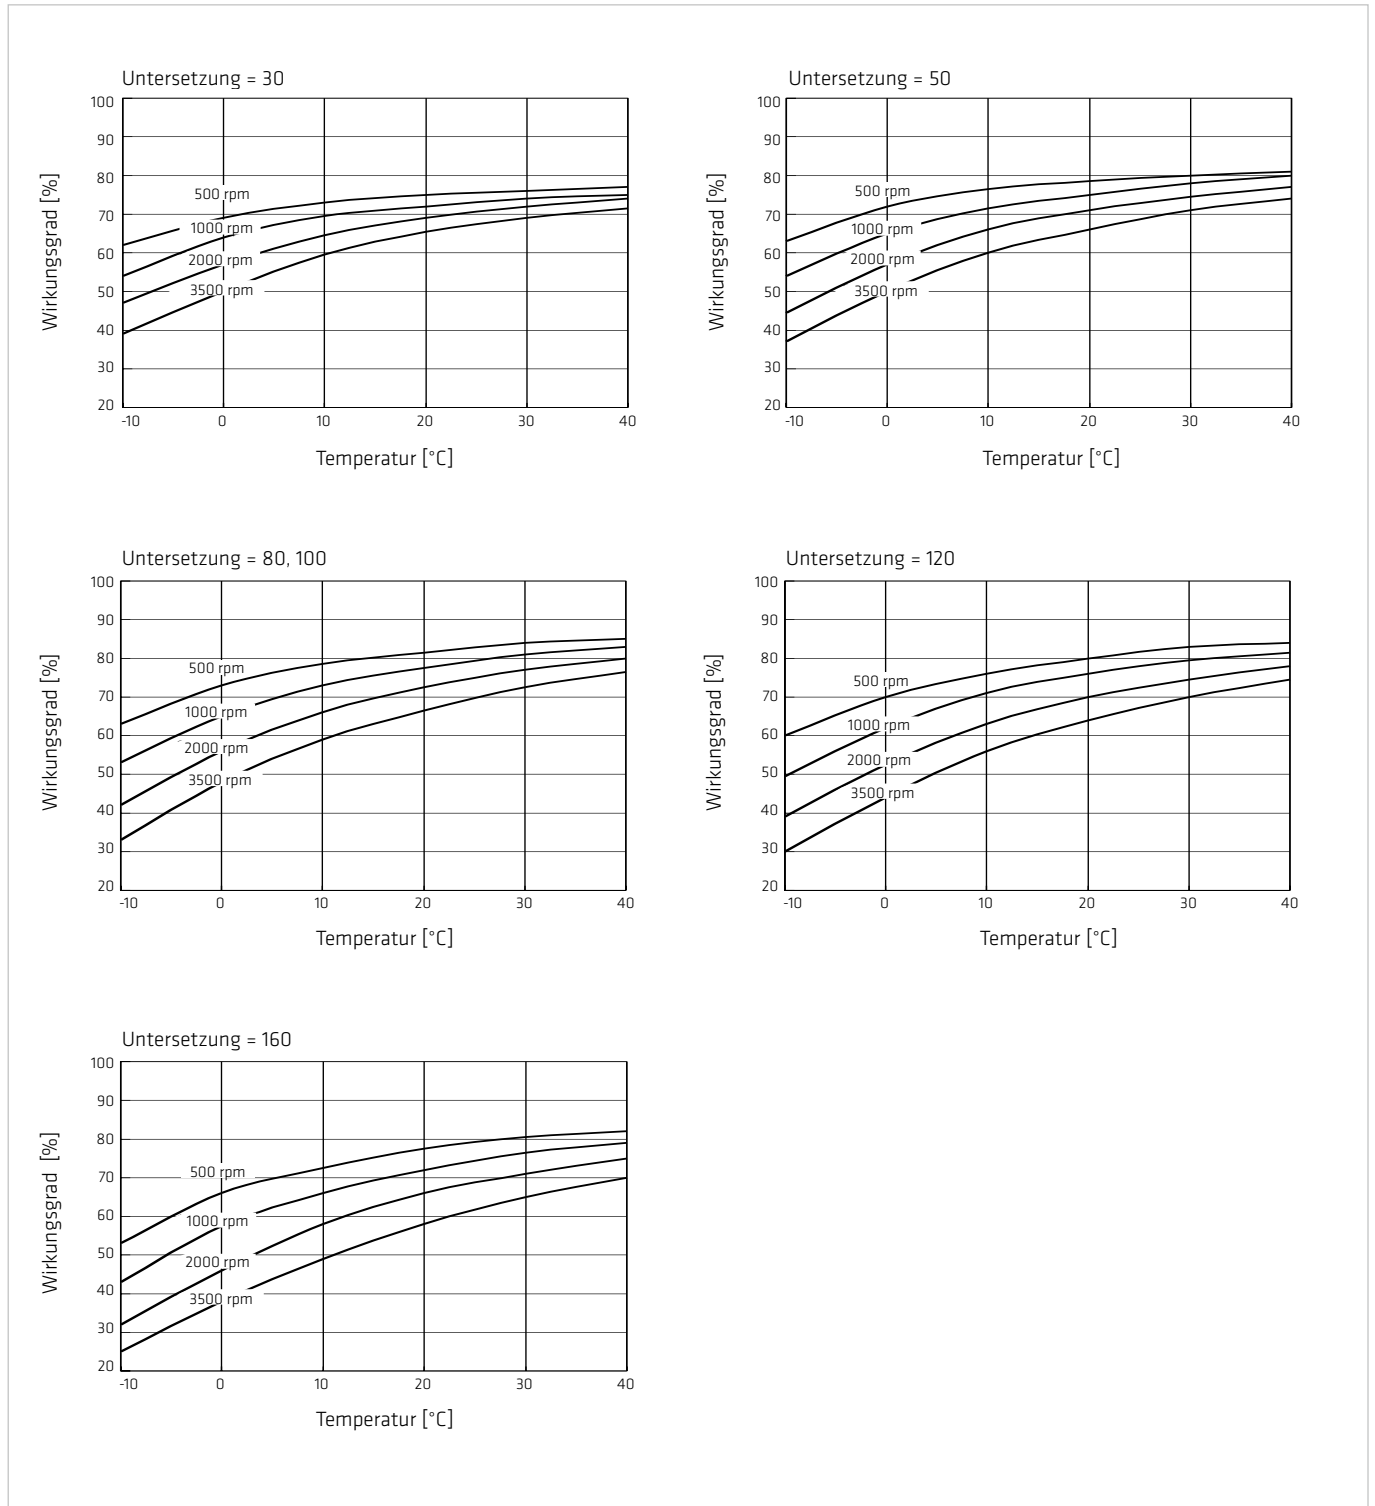 Untersetzung = 30
100
90
80
70
60
50
40
30
20
Wirkungsgrad [%]
500 rpm
1000 rpm
2000 rpm
3500 rpm
-10 0 10 20 30 40
Temperatur [°C]
Untersetzung = 50
100
90
80
70
60
50
40
30
20
Wirkungsgrad [%]
500 rpm
1000 rpm
2000 rpm
3500 rpm
-10 0 10 20 30 40
Temperatur [°C]
Untersetzung = 80, 100
100
90
80
70
60
50
40
30
20
Wirkungsgrad [%]
500 rpm
1000 rpm
2000 rpm
3500 rpm
-10 0 10 20 30 40
Temperatur [°C]
Untersetzung = 120
100
90
80
70
60
50
40
30
20
Wirkungsgrad [%]
500 rpm
1000 rpm
2000 rpm
3500 rpm
-10 0 10 20 30 40
Temperatur [°C]
Untersetzung = 160
100
90
80
70
60
50
40
30
20
Wirkungsgrad [%]
500 rpm
1000 rpm
2000 rpm
3500 rpm
-10 0 10 20 30 40
Temperatur [°C]